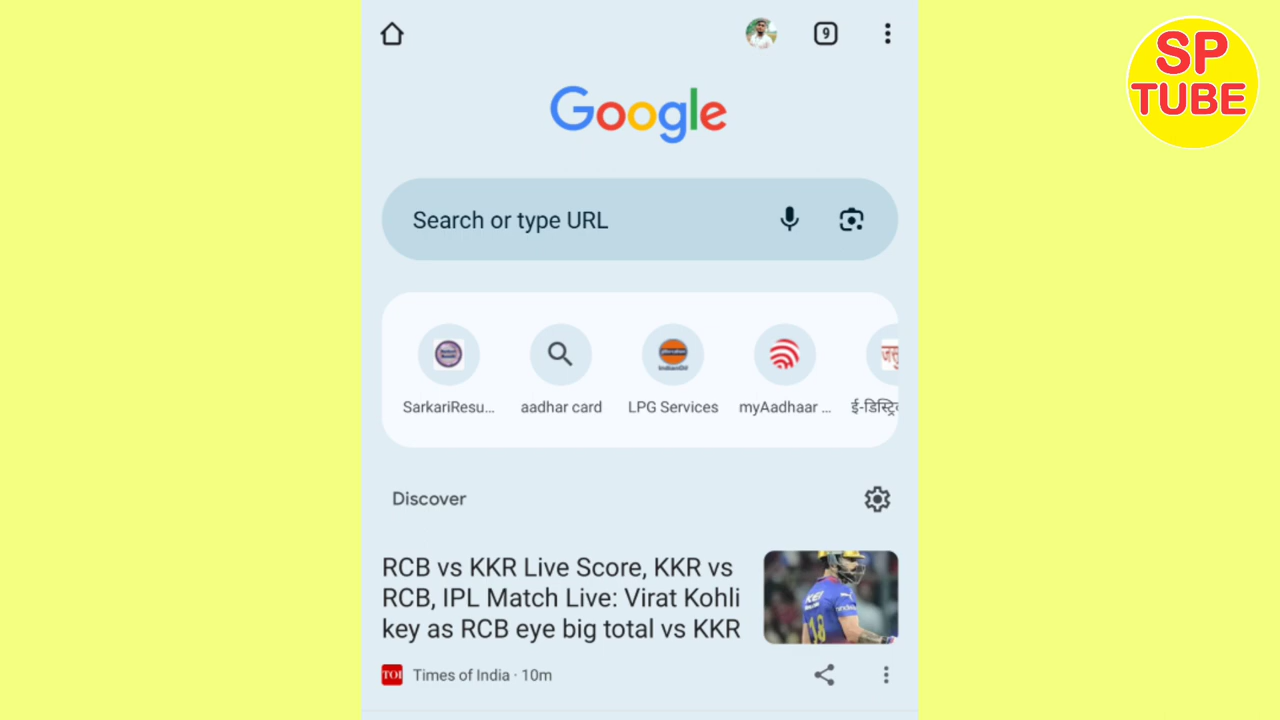 SP
TUBE
9
Google
Search or type URL
SarkariResu...
aadhar card
LPG Services
myAadhaar ...
Discover
RCB vs KKR Live Score, KKR vs
RCB, IPL Match Live: Virat Kohli
key as RCB eye big total vs KKR
18
TOI
Times of India · 10m